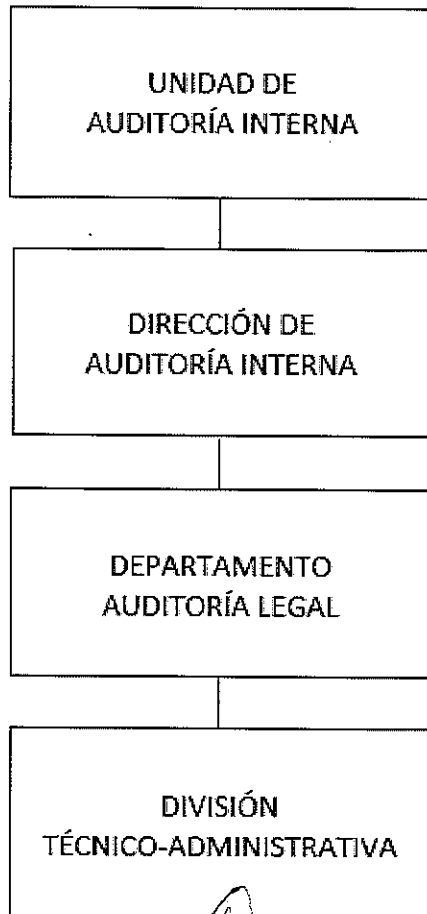 UNIDAD DE
AUDITORÍA INTERNA
DIRECCIÓN DE
AUDITORÍA INTERNA
DEPARTAMENTO
AUDITORÍA LEGAL
DIVISIÓN
TÉCNICO-ADMINISTRATIVA